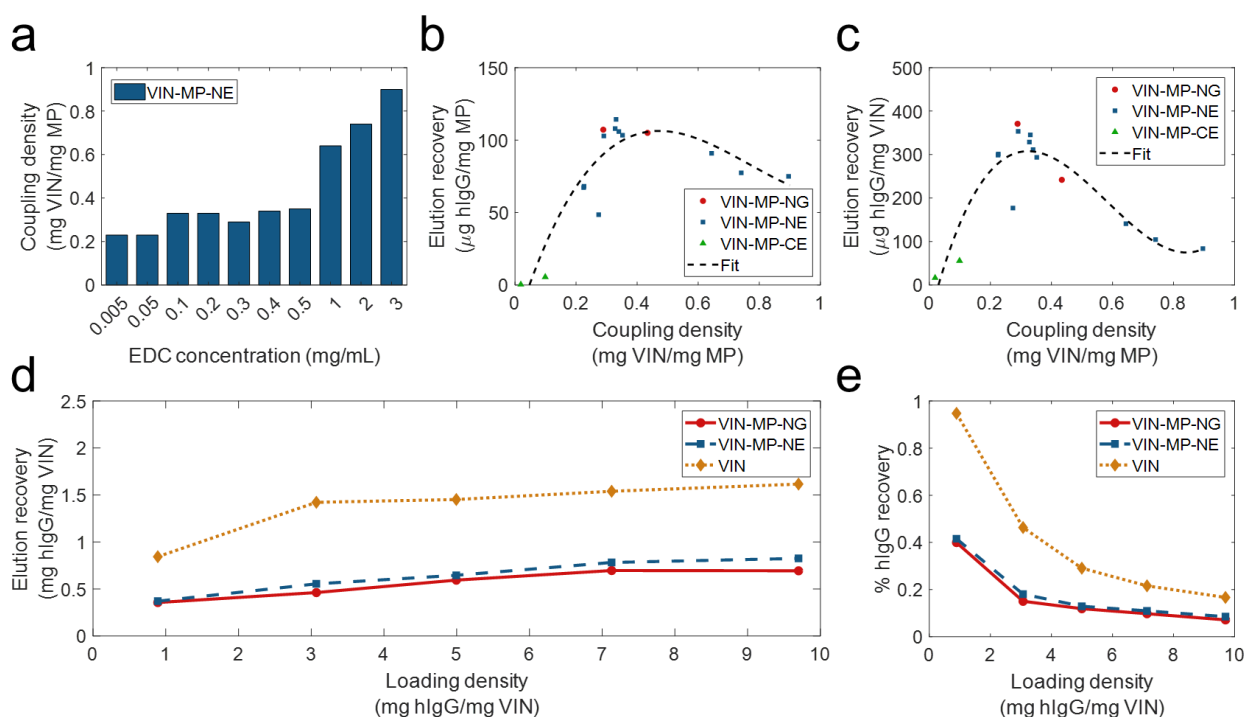 a
1
0.8
0.6
0.4
0.2
0
Coupling density
(mg VIN/mg MP)
VIN-MP-NE
0.005
0.05
0.1
0.2
0.3
0.4
0.5
1
2
3
EDC concentration (mg/mL)
b
150
100
50
0
Elution recovery
(μg hIgG/mg MP)
VIN-MP-NG
VIN-MP-NE
VIN-MP-CE
Fit
0 0.2 0.4 0.6 0.8 1
Coupling density
(mg VIN/mg MP)
c
500
400
300
200
100
0
Elution recovery
(μg hIgG/mg VIN)
VIN-MP-NG
VIN-MP-NE
VIN-MP-CE
Fit
0 0.2 0.4 0.6 0.8 1
Coupling density
(mg VIN/mg MP)
d
2.5
2
1.5
1
0.5
0
Elution recovery
(mg hIgG/mg VIN)
VIN-MP-NG
VIN-MP-NE
VIN
0 1 2 3 4 5 6 7 8 9 10
Loading density
(mg hIgG/mg VIN)
e
1
0.8
0.6
0.4
0.2
0
% hIgG recovery
VIN-MP-NG
VIN-MP-NE
VIN
0 2 4 6 8 10
Loading density
(mg hIgG/mg VIN)